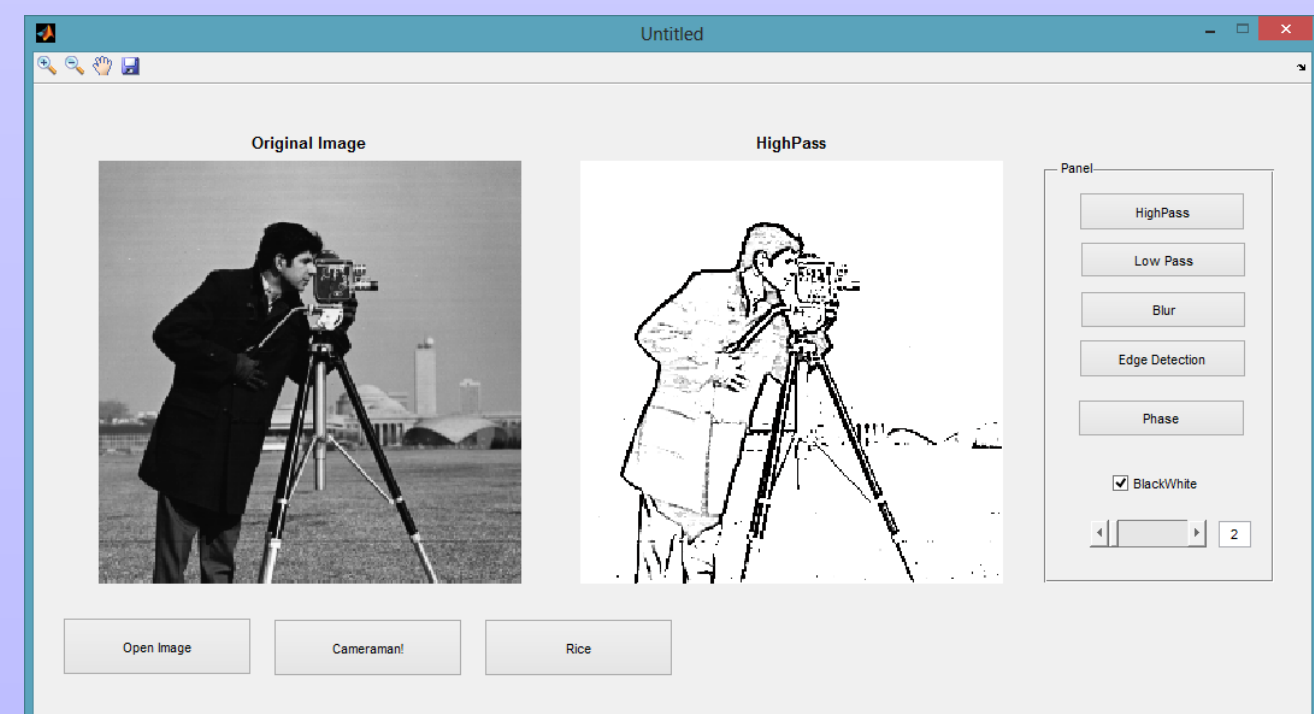 Untitled
Original Image
HighPass
Panel
HighPass
Low Pass
Blur
Edge Detection
Phase
BlackWhite
2
Open Image
Cameraman!
Rice